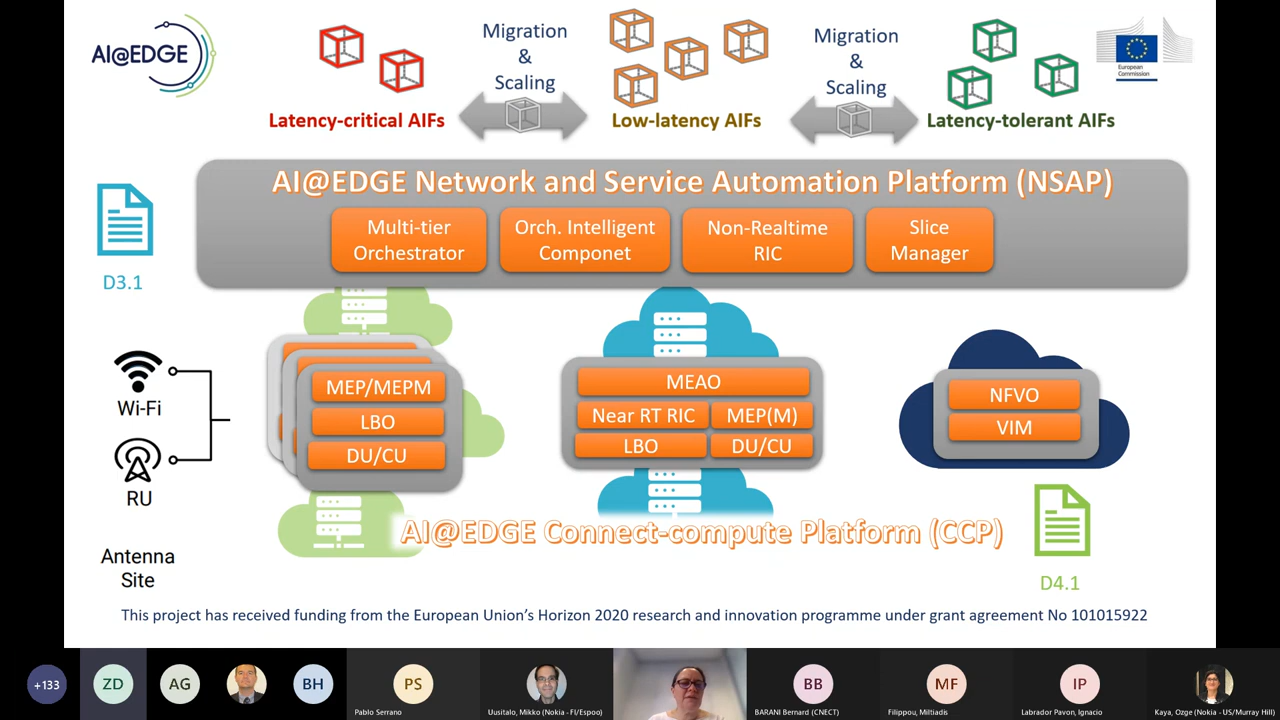 AI@EDGE
Migration
&
Scaling
Migration
&
Scaling
European
Commission
Latency-critical AIFs
Low-latency AIFs
Latency-tolerant AIFs
AI@EDGE Network and Service Automation Platform (NSAP)
Multi-tier
Orchestrator
Orch. Intelligent
Componet
Non-Realtime
RIC
Slice
Manager
D3.1
Wi-Fi
RU
Antenna
Site
MEP/MEPM
LBO
DU/CU
MEAO
Near RT RIC
MEP(M)
LBO
DU/CU
NFVO
VIM
AI@EDGE Connect-compute Platform (CCP)
D4.1
This project has received funding from the European Union's Horizon 2020 research and innovation programme under grant agreement No 101015922
+133
ZD
AG
BH
PS
Pablo Serrano
Uusitalo, Mikko (Nokia - FI/Espoo)
BB
BARANI Bernard (CNECT)
MF
Filippou, Miltiadis
IP
Labrador Pavon, Ignacio
Kaya, Ozge (Nokia - US/Murray Hill)